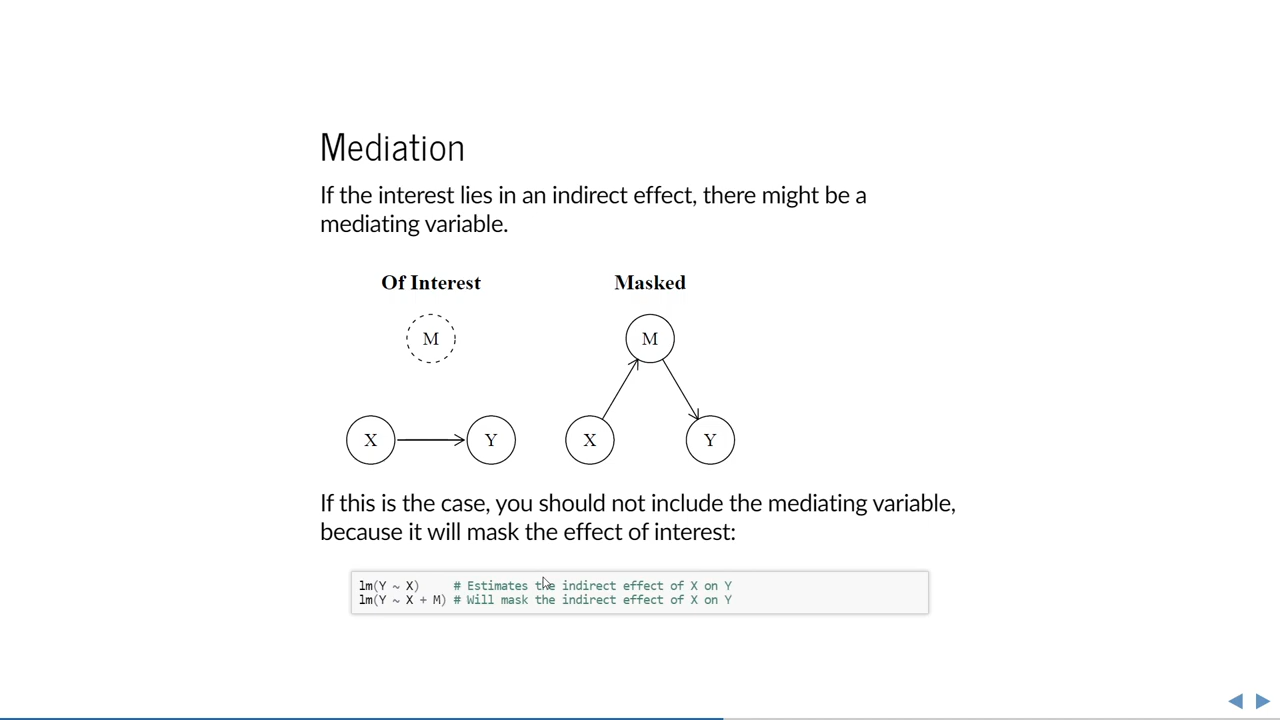 Mediation
If the interest lies in an indirect effect, there might be a
mediating variable.
Of Interest
Masked
M
M
X
Y
X
Y
If this is the case, you should not include the mediating variable,
because it will mask the effect of interest:
lm(Y ~ X)     # Estimates the indirect effect of X on Y
lm(Y ~ X + M) # Will mask the indirect effect of X on Y